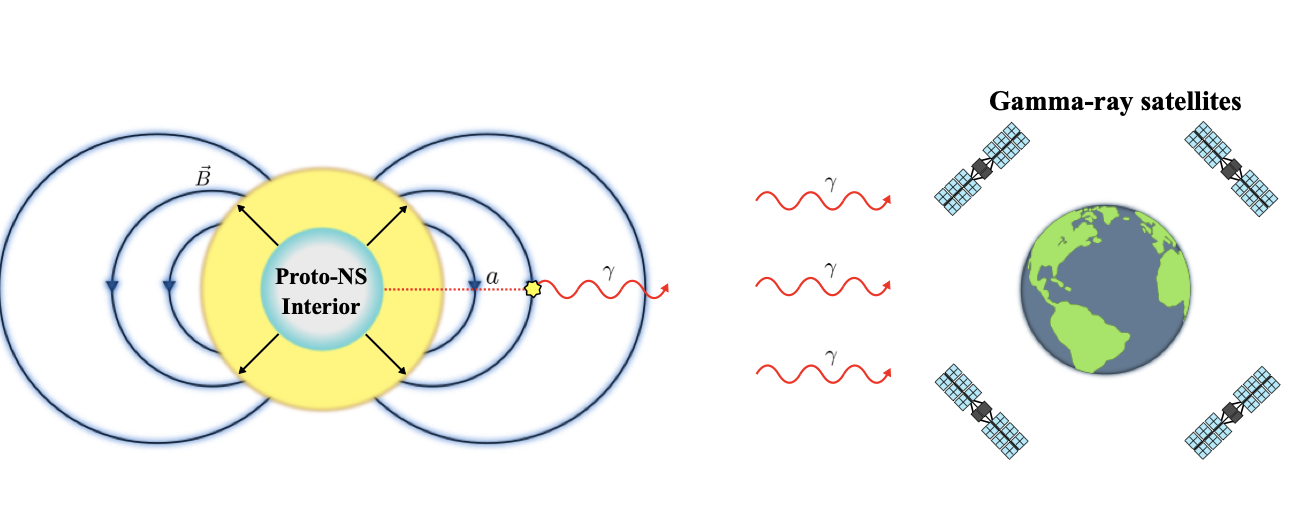 Gamma-ray satellites
γ
B⃗
Proto-NS
Interior
a
γ
γ
γ